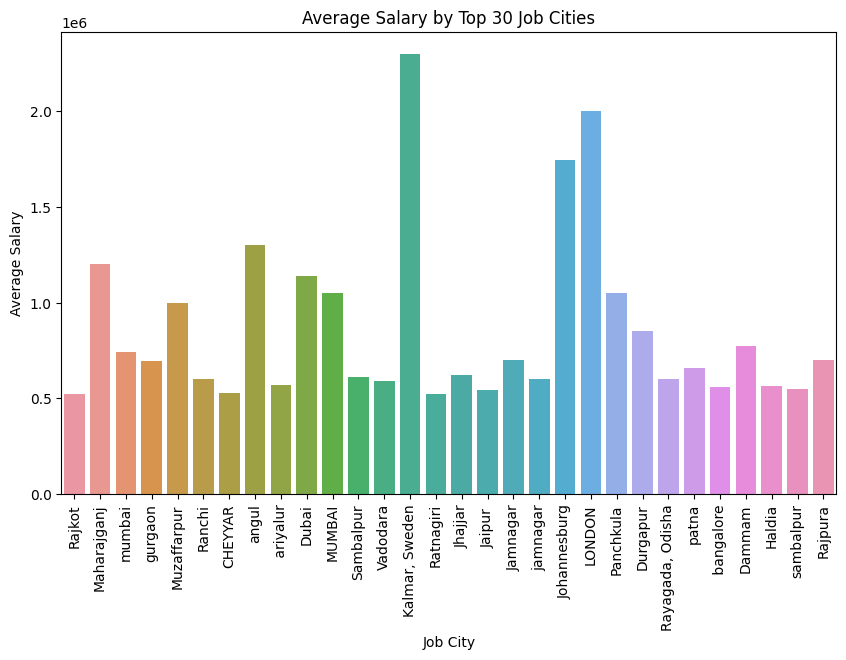 Average Salary by Top 30 Job Cities
1e6
2.0
1.5
1.0
0.5
0.0
Average Salary
Rajkot
Maharajganj
mumbai
gurgaon
Muzaffarpur
Ranchi
CHEYYAR
angul
ariyalur
Dubai
MUMBAI
Sambalpur
Vadodara
Kalmar, Sweden
Ratnagiri
Jhajjar
Jaipur
Jamnagar
jamnagar
Johannesburg
LONDON
Panchkula
Durgapur
Rayagada, Odisha
patna
bangalore
Dammam
Haldia
sambalpur
Rajpura
Job City